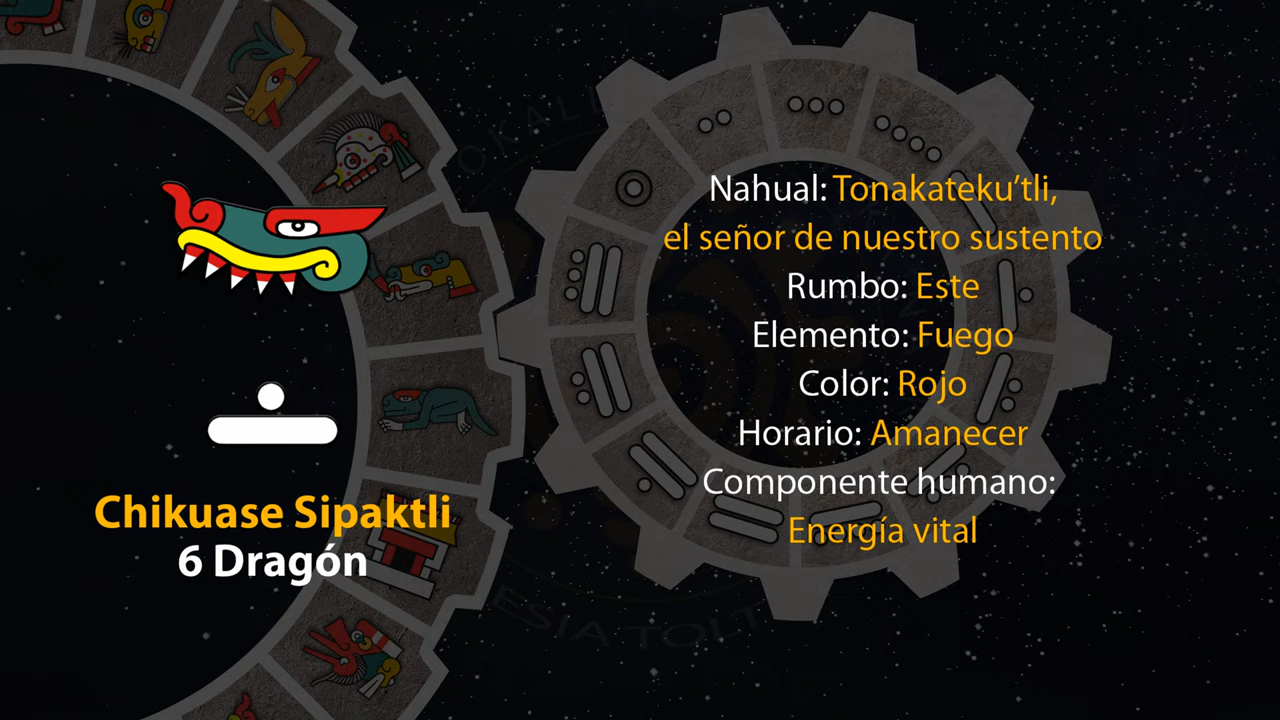 Chikuase Sipaktli
6 Dragón
Nahual: Tonakateku’tli,
el señor de nuestro sustento
Rumbo: Este
Elemento: Fuego
Color: Rojo
Horario: Amanecer
Componente humano:
Energía vital